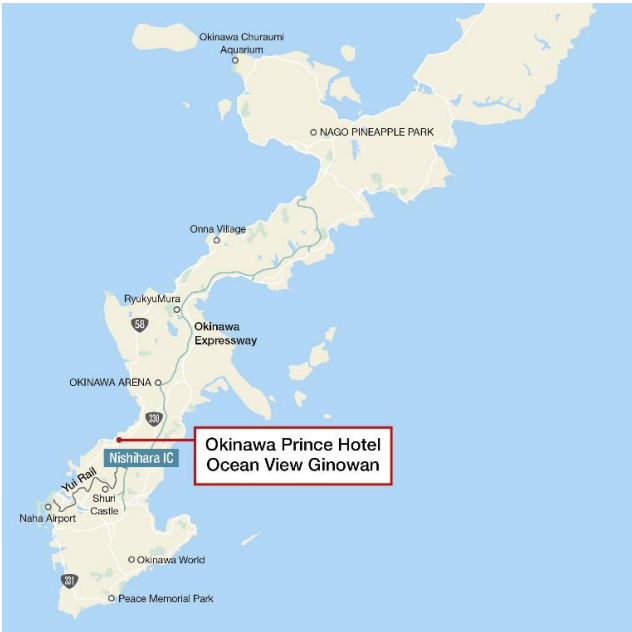 Okinawa Churaumi
Aquarium
NAGO PINEAPPLE PARK
Onna Village
RyukyuMura
58
Okinawa
Expressway
OKINAWA ARENA
330
Okinawa Prince Hotel
Ocean View Ginowan
Nishihara IC
Yui Rail
Shuri
Castle
Naha Airport
Okinawa World
331
Peace Memorial Park